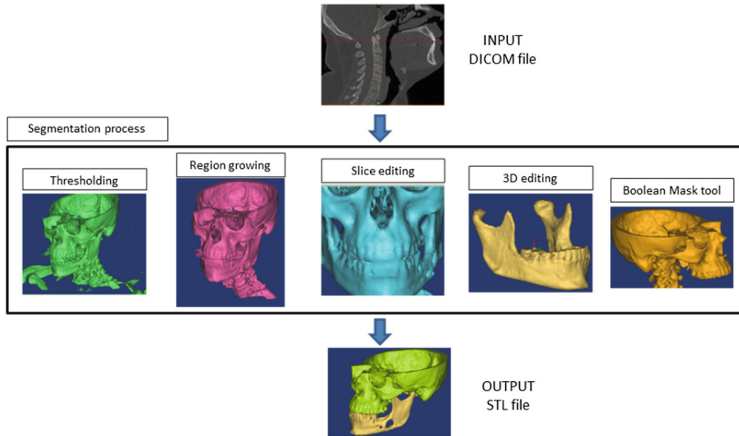 INPUT
DICOM file
Segmentation process
Thresholding
Region growing
Slice editing
3D editing
Boolean Mask tool
OUTPUT
STL file